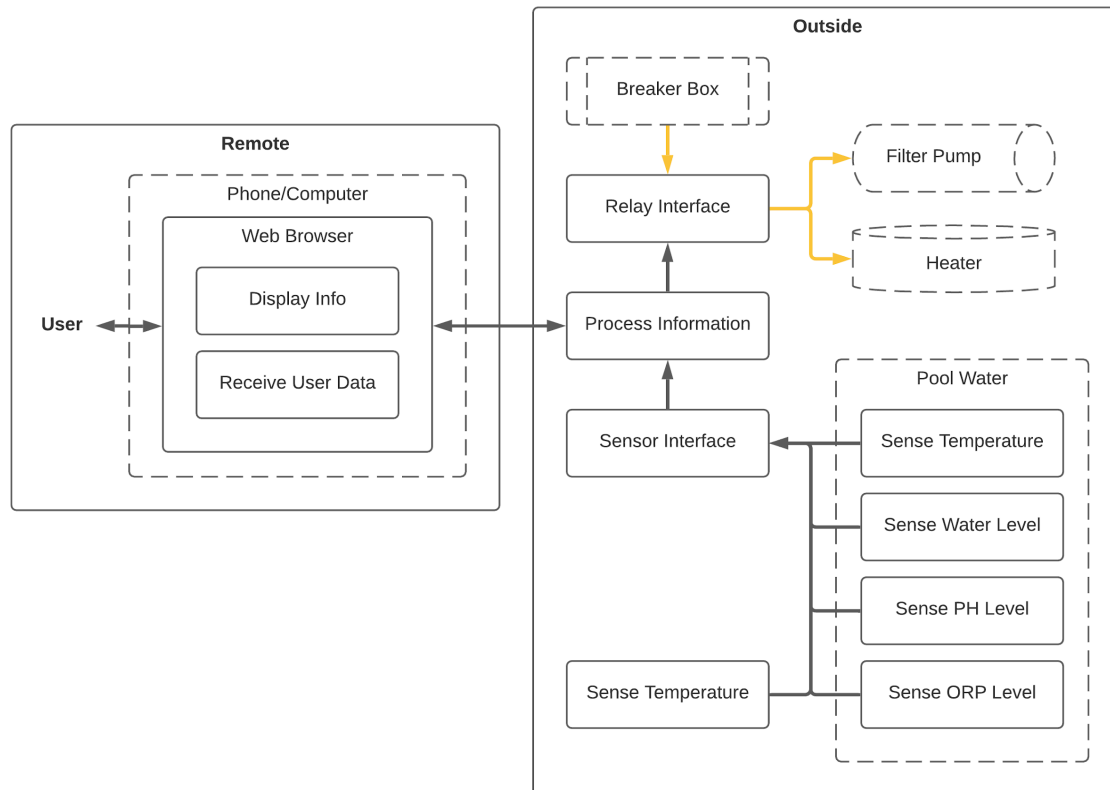 Outside
Breaker Box
Remote
Filter Pump
Phone/Computer
Relay Interface
Web Browser
Heater
Display Info
User
Process Information
Receive User Data
Pool Water
Sensor Interface
Sense Temperature
Sense Water Level
Sense PH Level
Sense Temperature
Sense ORP Level